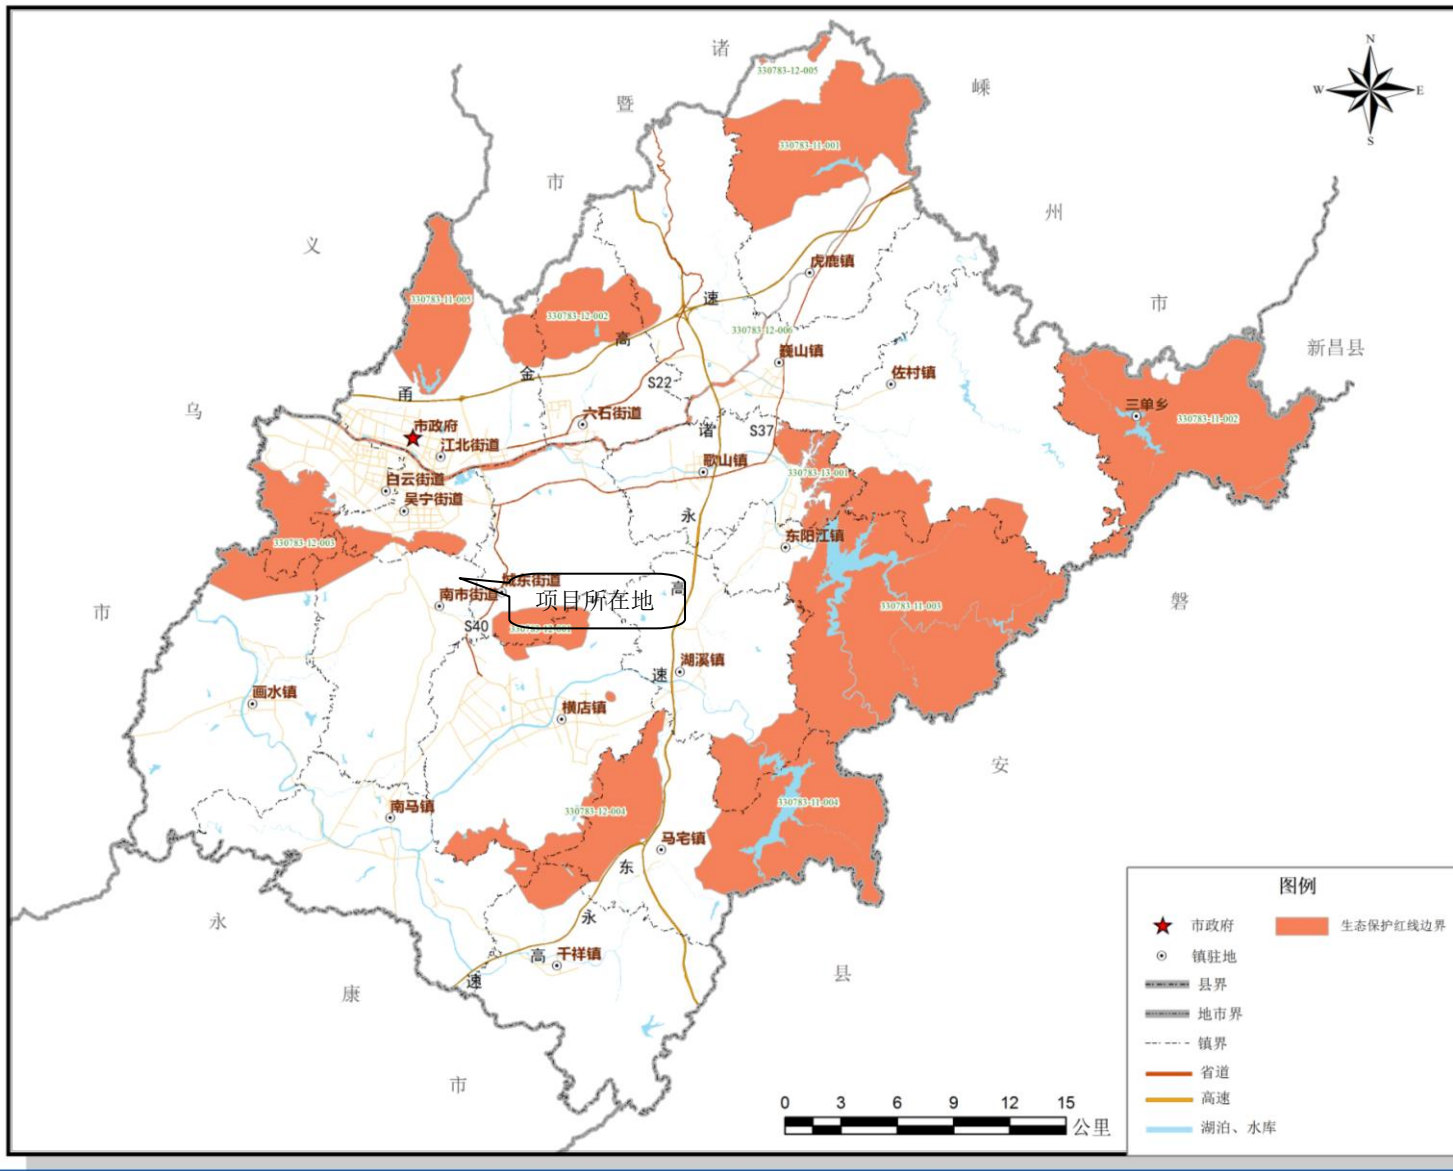 诸
暨
市
嵊
州
市
新昌县
义
乌
市
磐
安
县
永
康
市
N
W
E
S
330783-12-005
330783-11-001
330783-11-005
330783-12-002
330783-12-006
330783-11-002
330783-13-001
330783-12-003
330783-11-003
330783-12-001
330783-12-004
330783-11-004
虎鹿镇
巍山镇
佐村镇
三单乡
六石街道
市政府
江北街道
白云街道
吴宁街道
歌山镇
东阳江镇
城东街道
南市街道
项目所在地
湖溪镇
画水镇
横店镇
南马镇
马宅镇
千祥镇
甬
金
高
速
S22
诸
S37
永
高
速
S40
东
永
高
速
图例
市政府
生态保护红线边界
镇驻地
县界
地市界
镇界
省道
高速
湖泊、水库
0 3 6 9 12 15
公里